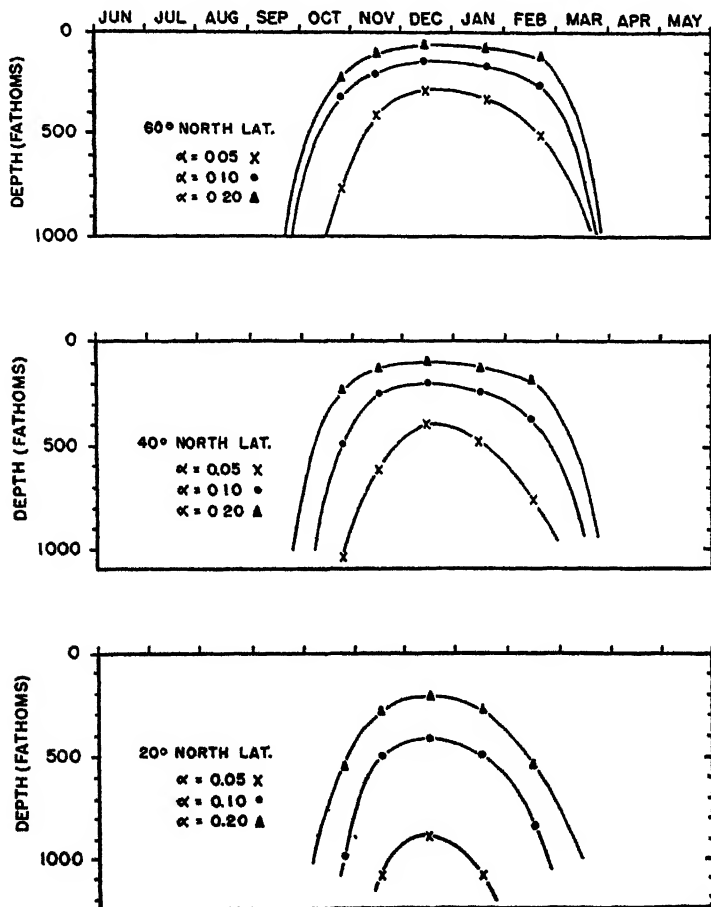 JUN JUL AUG SEP OCT NOV DEC JAN FEB MAR APR MAY
0
500
1000
DEPTH (FATHOMS)
60° NORTH LAT.
α = 0.05 X
α = 0.10 •
α = 0.20 ▲
0
500
1000
DEPTH (FATHOMS)
40° NORTH LAT.
α = 0.05 X
α = 0.10 •
α = 0.20 ▲
0
500
1000
DEPTH (FATHOMS)
20° NORTH LAT.
α = 0.05 X
α = 0.10 •
α = 0.20 ▲